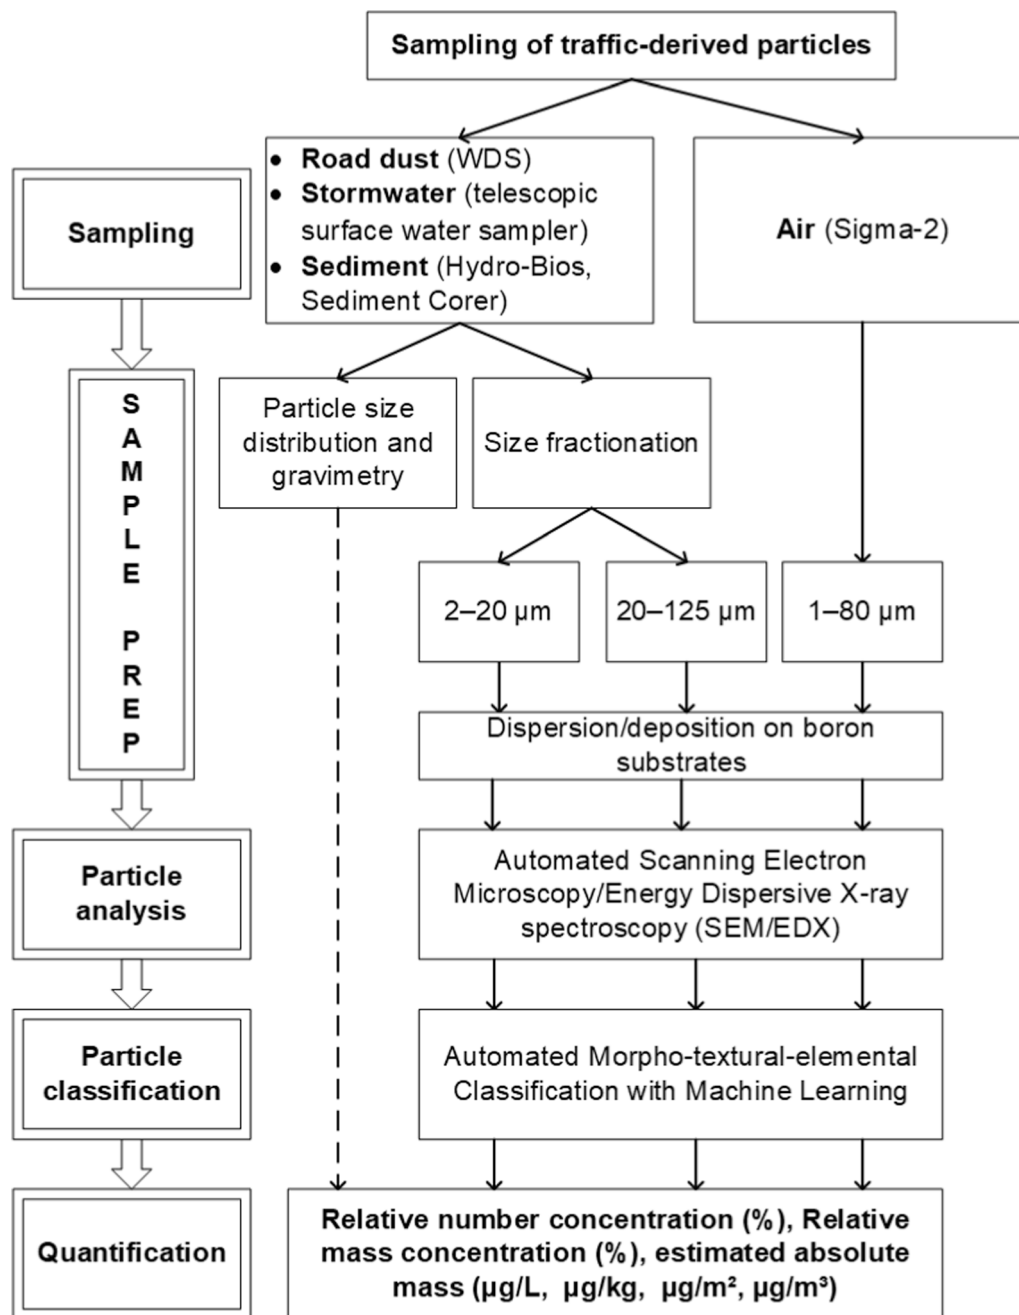 Sampling of traffic-derived particles
• Road dust (WDS)
• Stormwater (telescopic
surface water sampler)
• Sediment (Hydro-Bios,
Sediment Corer)
Air (Sigma-2)
Sampling
Particle size
distribution and
gravimetry
Size fractionation
S
A
M
P
L
E
P
R
E
P
2–20 µm
20–125 µm
1–80 µm
Dispersion/deposition on boron
substrates
Particle
analysis
Automated Scanning Electron
Microscopy/Energy Dispersive X-ray
spectroscopy (SEM/EDX)
Particle
classification
Automated Morpho-textural-elemental
Classification with Machine Learning
Quantification
Relative number concentration (%), Relative
mass concentration (%), estimated absolute
mass (µg/L, µg/kg, µg/m², µg/m³)